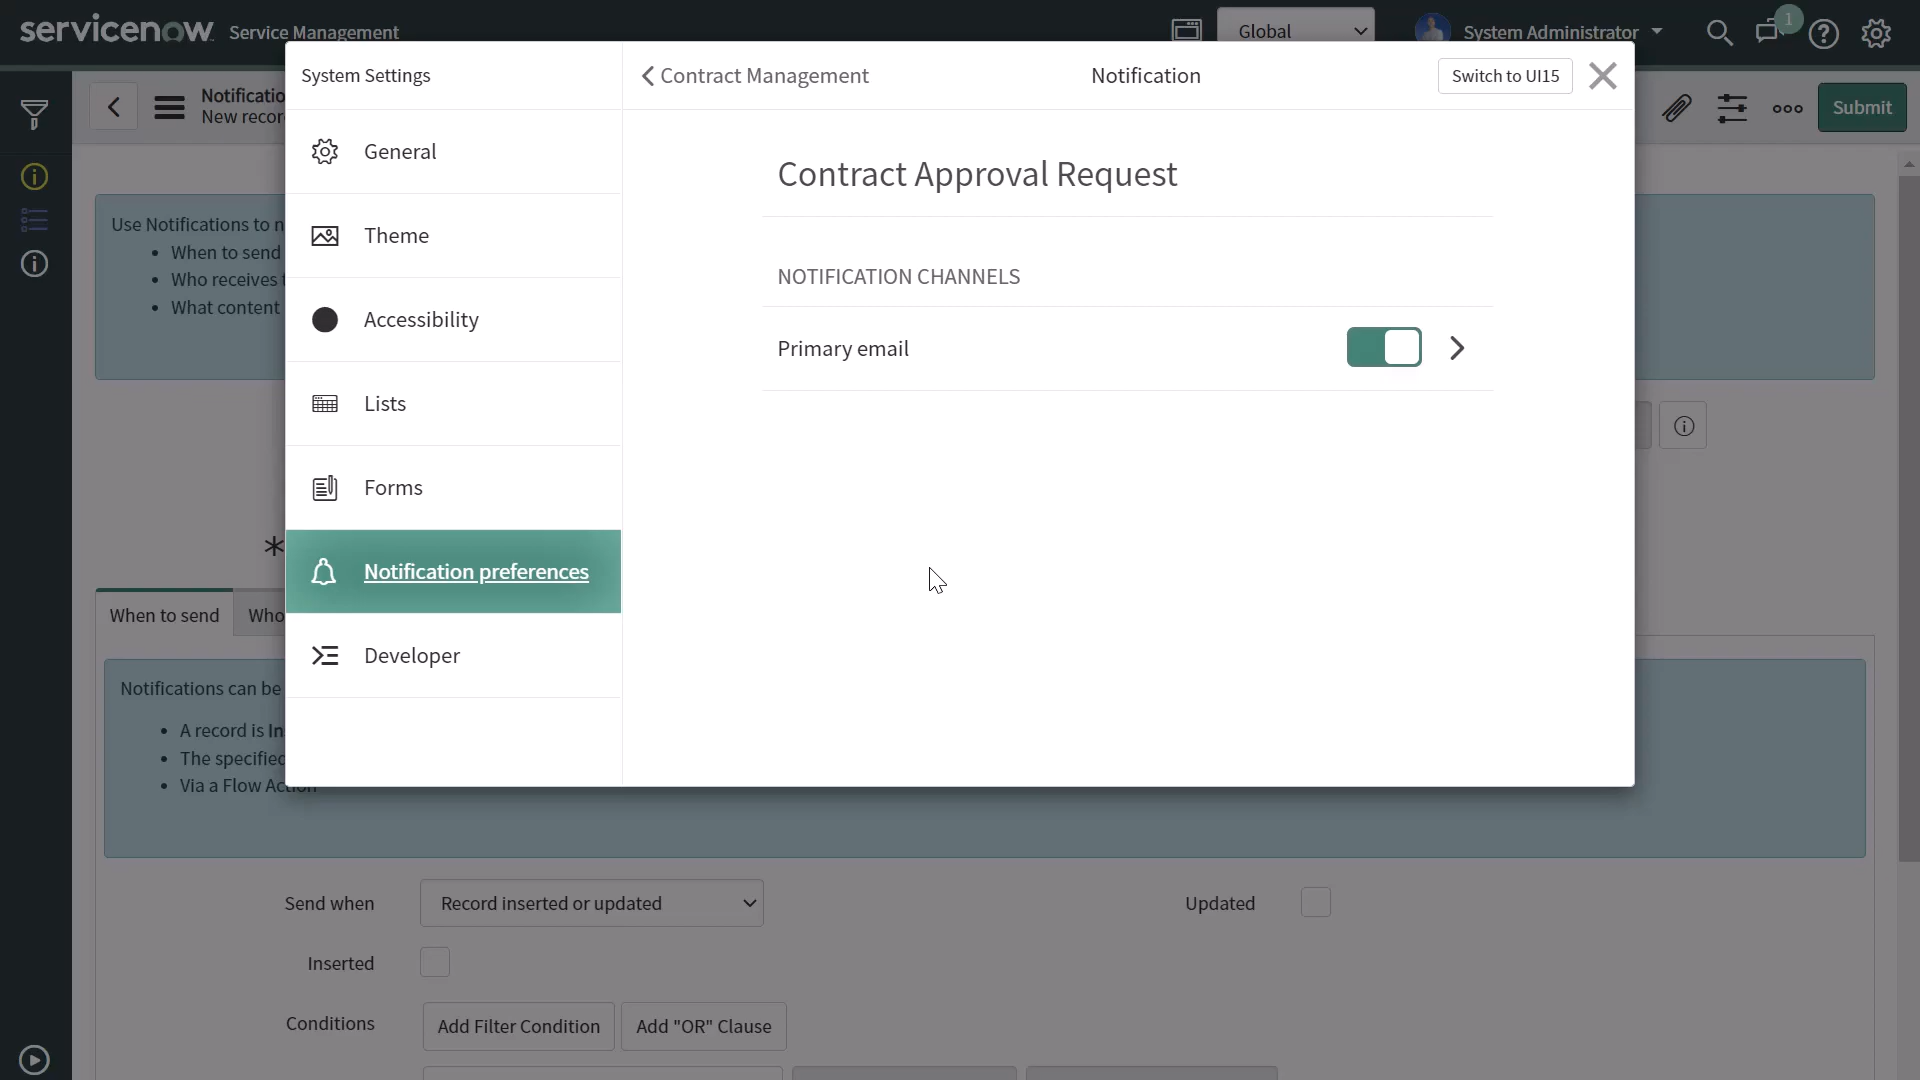 servicenow Service Management
Global
System Administrator
1
System Settings
Contract Management
Notification
Switch to UI15
New recor
Submit
General
Theme
Accessibility
Lists
Forms
Notification preferences
Developer
Contract Approval Request
NOTIFICATION CHANNELS
Primary email
Use Notifications to n
When to send
Who receives
What content
*
When to send
Who
Notifications can be
A record is In
The specified
Via a Flow Action
Send when
Record inserted or updated
Updated
Inserted
Conditions
Add Filter Condition
Add "OR" Clause